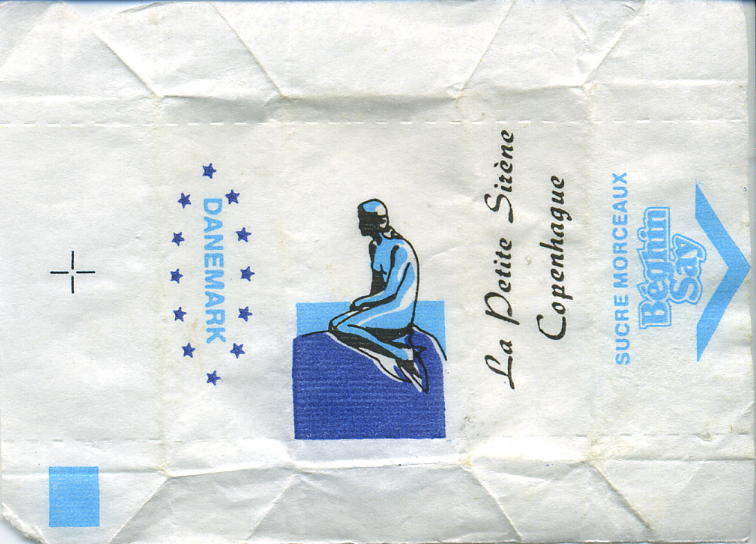 DANEMARK
La Petite Sirène
Copenhague
SUCRE MORCEAUX
Béghin
Say